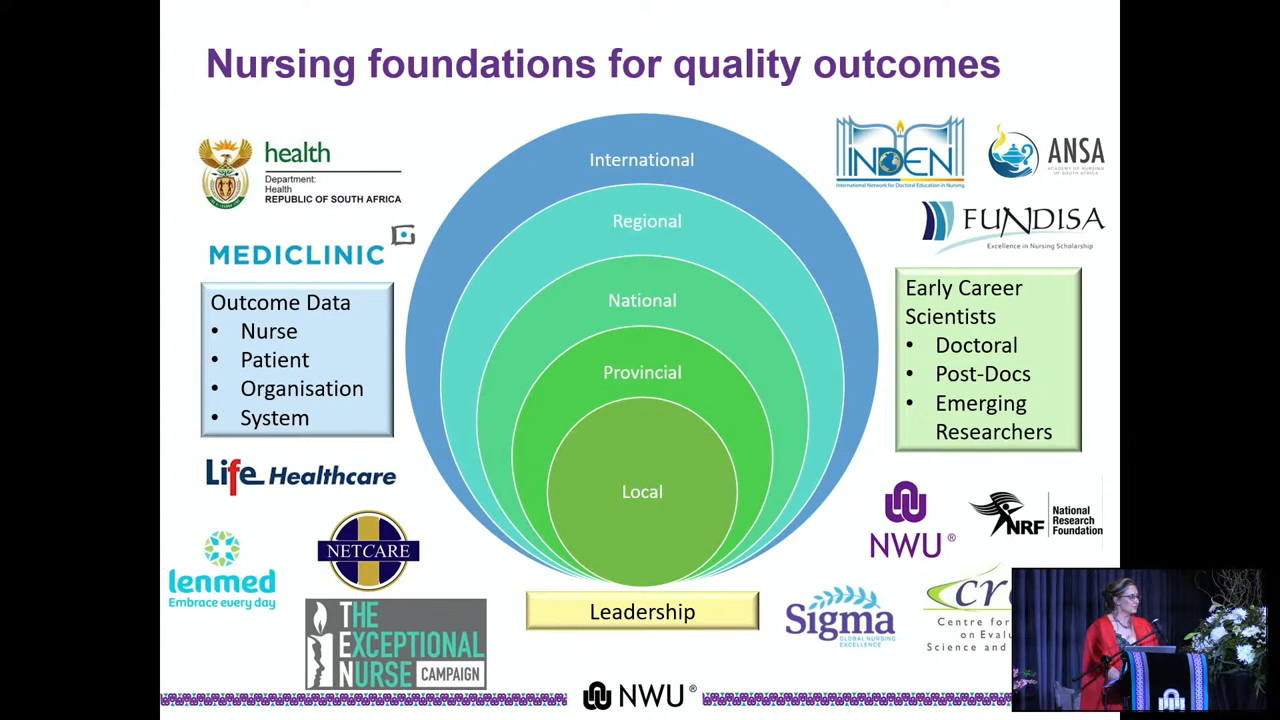 Nursing foundations for quality outcomes
health
Department:
Health
REPUBLIC OF SOUTH AFRICA
MEDICLINIC
Outcome Data
• Nurse
• Patient
• Organisation
• System
Life Healthcare
NETCARE
lenmed
Embrace every day
THE
EXCEPTIONAL
NURSE
CAMPAIGN
International
Regional
National
Provincial
Local
Leadership
INDEN
International Network for Doctoral Education in Nursing
ANSA
ACADEMY OF NURSING
OF SOUTH AFRICA
FUNDISA
Excellence in Nursing Scholarship
Early Career
Scientists
• Doctoral
• Post-Docs
• Emerging
Researchers
NWU®
NRF
National
Research
Foundation
Sigma
GLOBAL NURSING
EXCELLENCE
Centre for
on Evalu
Science and
NWU®